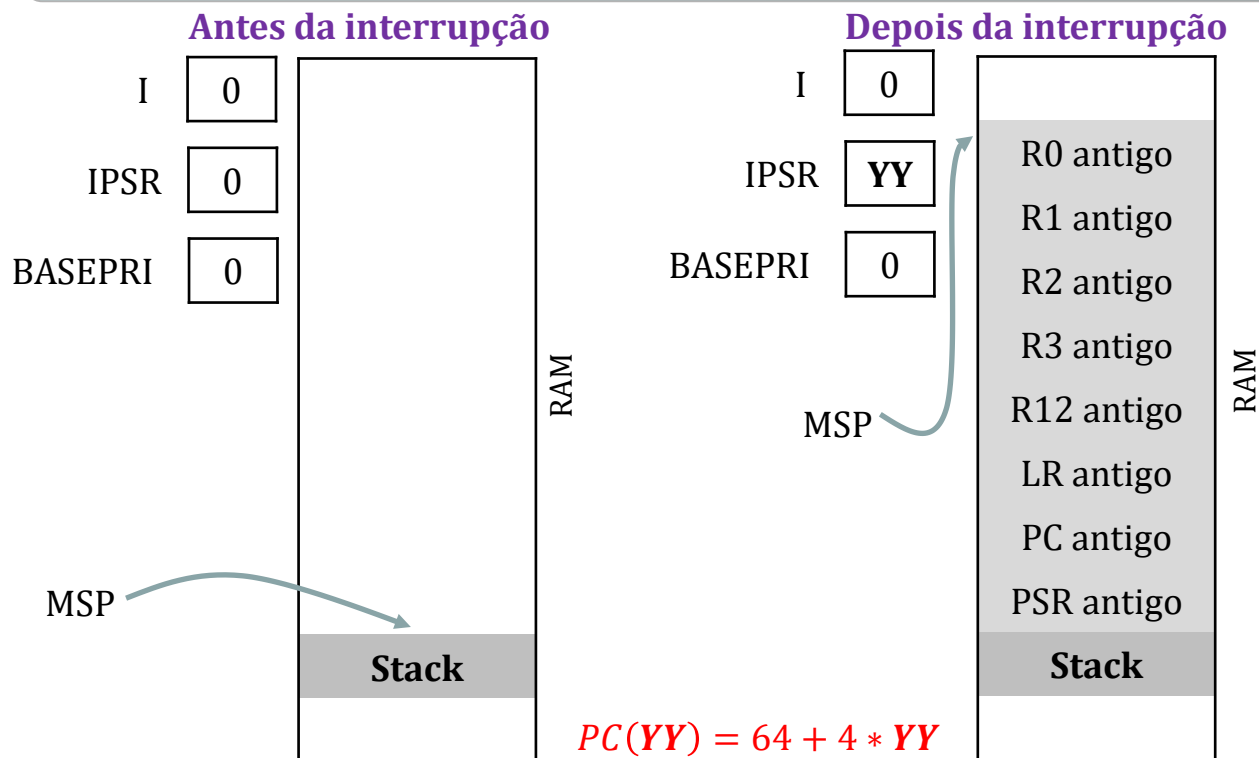 Antes da interrupção
I 0
IPSR 0
BASEPRI 0
RAM
MSP
Stack
Depois da interrupção
I 0
IPSR YY
BASEPRI 0
MSP
R0 antigo
R1 antigo
R2 antigo
R3 antigo
R12 antigo
LR antigo
PC antigo
PSR antigo
Stack
RAM
PC(YY) = 64 + 4 * YY